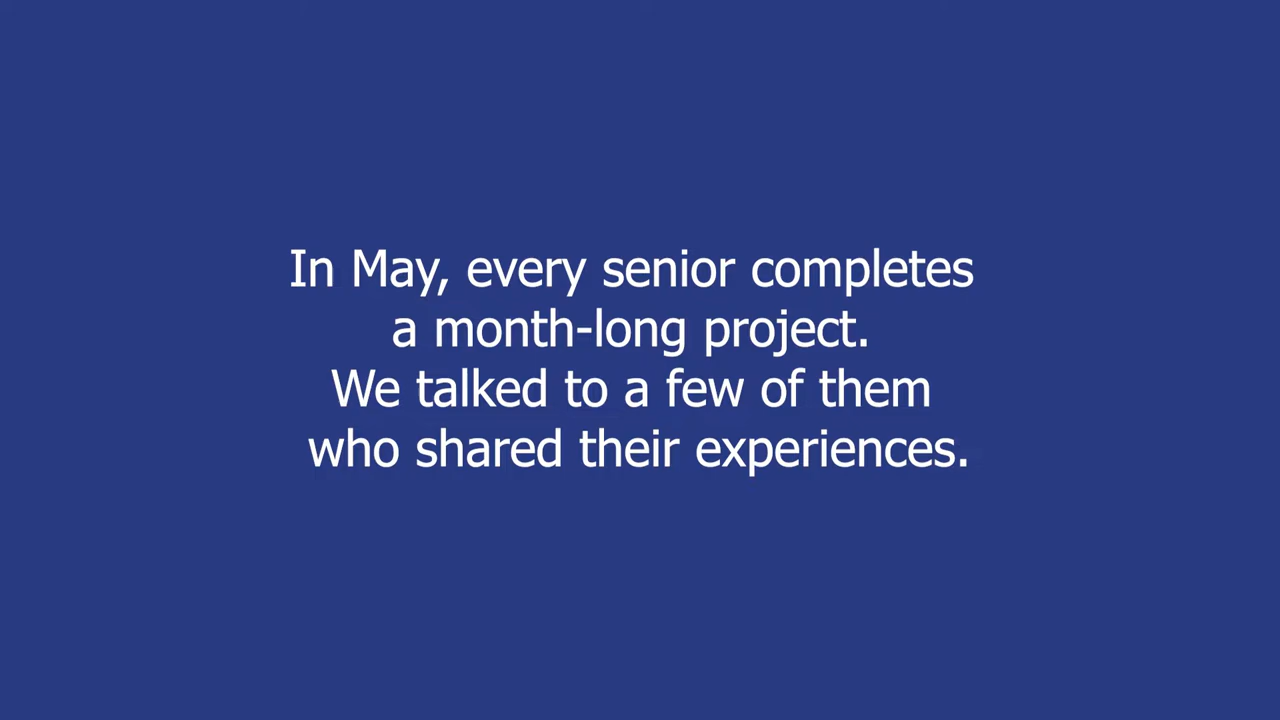 In May, every senior completes
a month-long project.
We talked to a few of them
who shared their experiences.